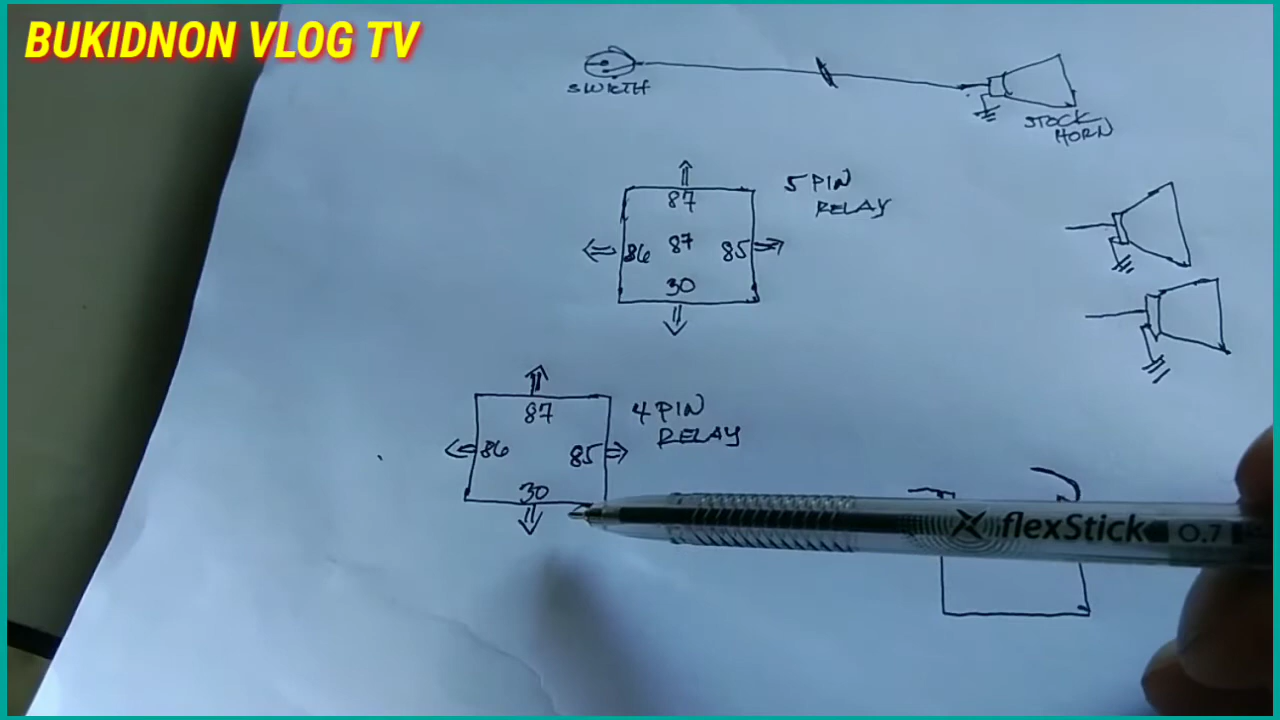 BUKIDNON VLOG TV
SWICTH
STOCK
HORN
5 PIN
RELAY
87
86 87 85
30
4 PIN
RELAY
87
86 85
30
X flexStick 0.7